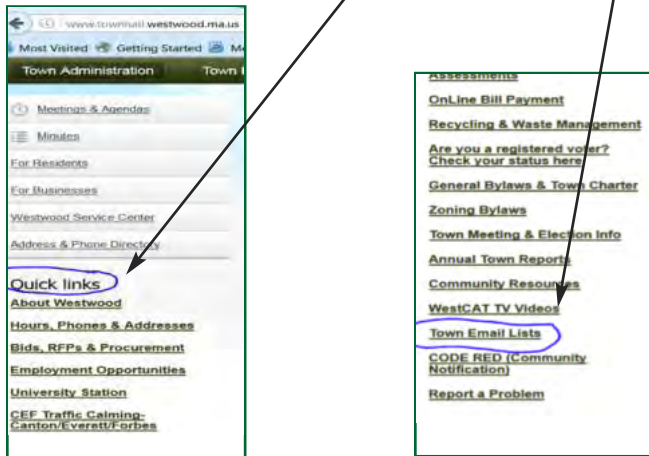 www.townhall.westwood.ma.us
Most Visited Getting Started
Town Administration Town
Meetings & Agendas
Minutes
For Residents
For Businesses
Westwood Service Center
Address & Phone Directory
Quick links
About Westwood
Hours, Phones & Addresses
Bids, RFPs & Procurement
Employment Opportunities
University Station
CEF Traffic Calming-
Canton/Everett/Forbes
Assessments
OnLine Bill Payment
Recycling & Waste Management
Are you a registered voter?
Check your status here
General Bylaws & Town Charter
Zoning Bylaws
Town Meeting & Election Info
Annual Town Reports
Community Resources
WestCAT TV Videos
Town Email Lists
CODE RED (Community
Notification)
Report a Problem